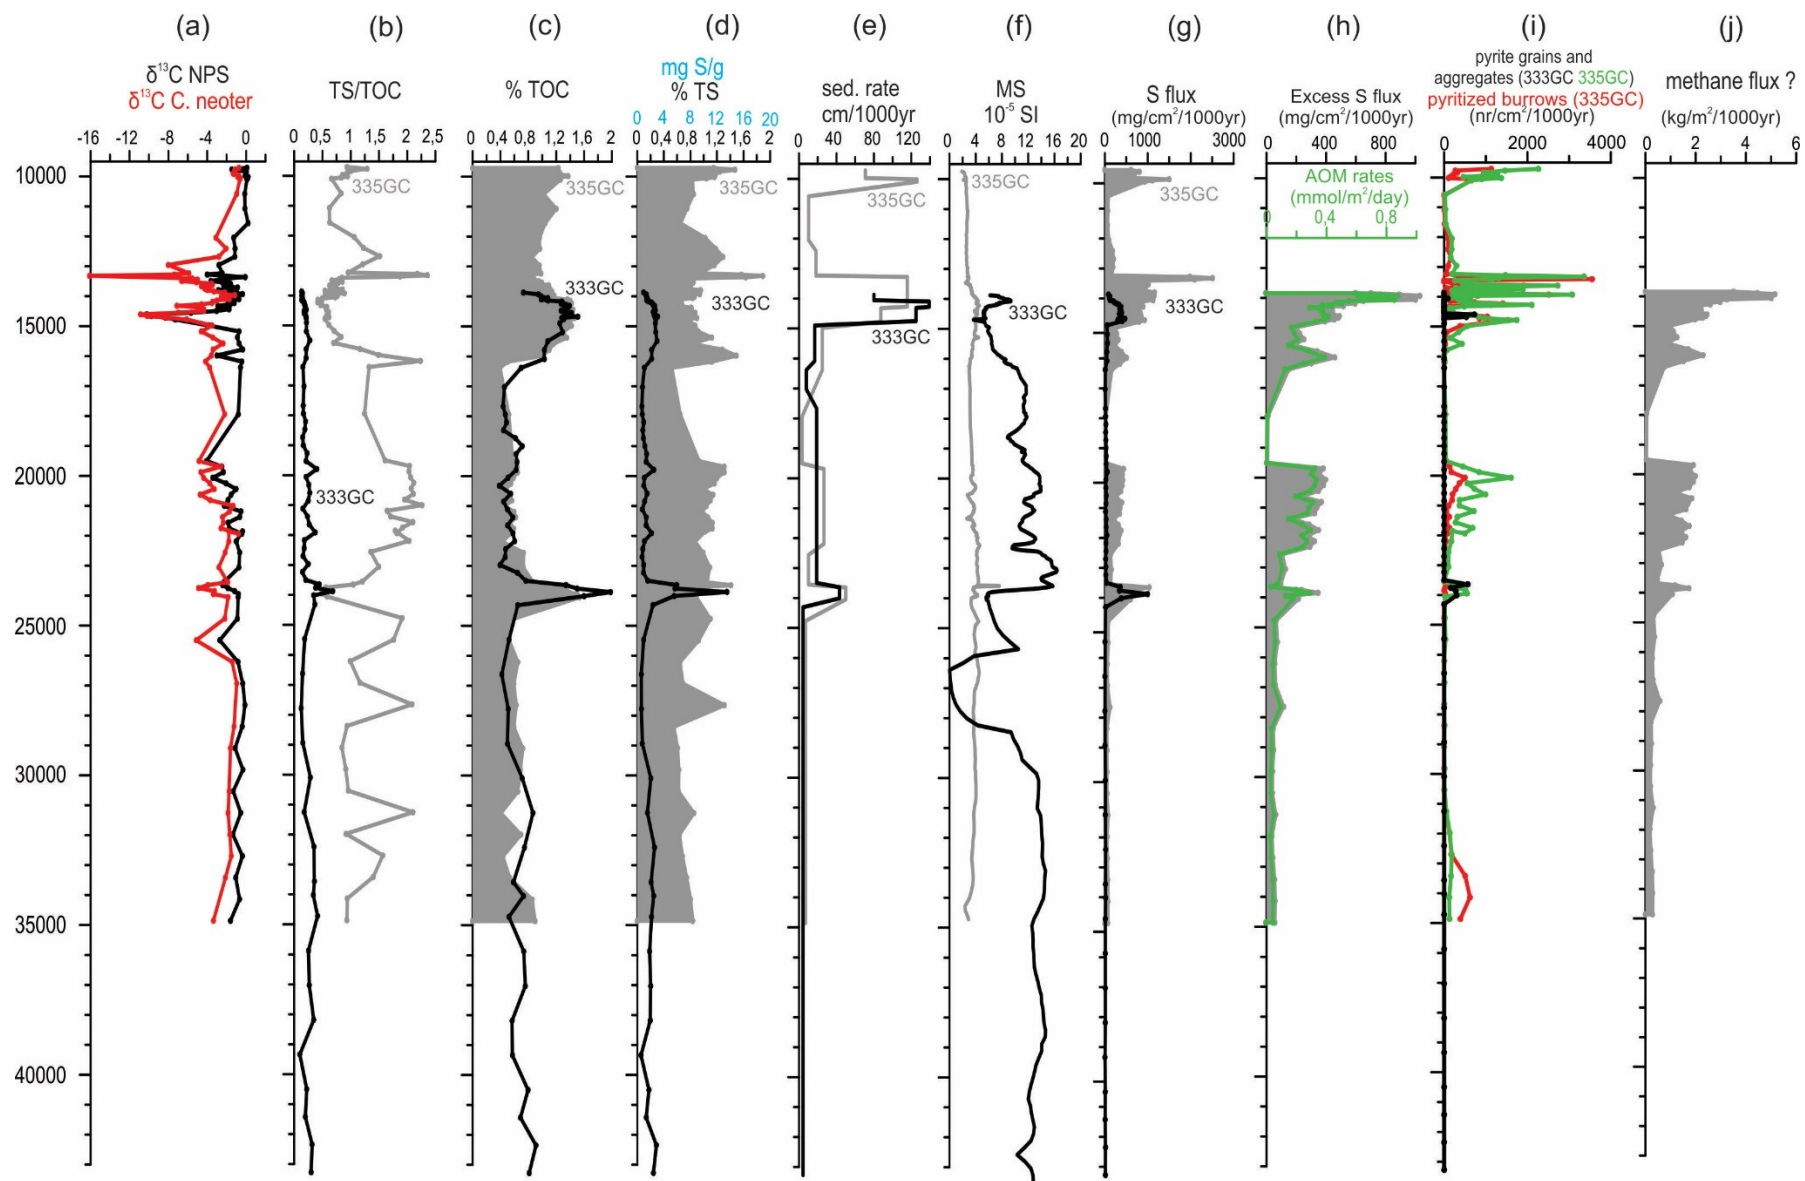 (a) (b) (c) (d) (e) (f) (g) (h) (i) (j)
δ¹³C NPS
δ¹³C C. neoter
-16 -12 -8 -4 0
TS/TOC
0 0,5 1,5 1,5 2,5
% TOC
0 0,4 0,8 1,2 1,6 2
mg S/g
% TS
0 4 8 12 16 20
0 0,4 0,8 1,2 1,6 2
sed. rate
cm/1000yr
0 40 80 120
MS
10⁻⁵ SI
0 4 8 12 16 20
S flux
(mg/cm²/1000yr)
0 1000 3000
Excess S flux
(mg/cm²/1000yr)
0 400 800
AOM rates
(mmol/m²/day)
0 0,4 0,8
pyrite grains and
aggregates (333GC 335GC)
pyritized burrows (335GC)
(nr/cm²/1000yr)
0 2000 4000
methane flux ?
(kg/m²/1000yr)
0 2 4 6
10000
15000
20000
25000
30000
35000
40000
335GC
333GC
335GC
333GC
335GC
333GC
335GC
333GC
335GC
333GC
335GC
333GC